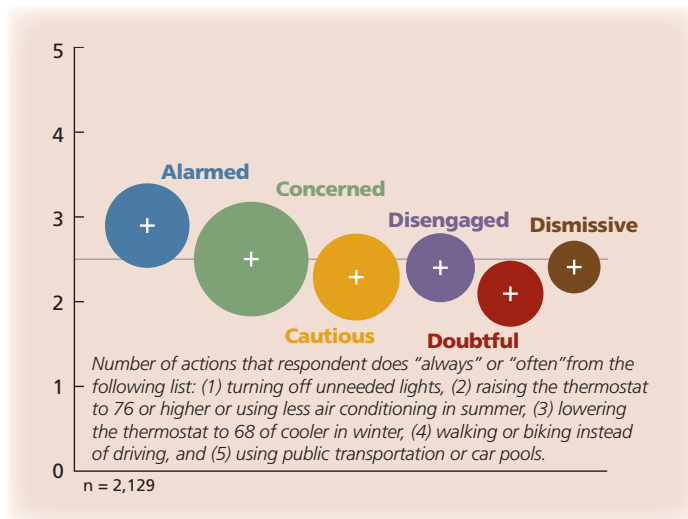 5
4
3
2
1
0
Alarmed
Concerned
Disengaged
Dismissive
Cautious
Doubtful
Number of actions that respondent does “always” or “often”from the
following list: (1) turning off unneeded lights, (2) raising the thermostat
to 76 or higher or using less air conditioning in summer, (3) lowering
the thermostat to 68 of cooler in winter, (4) walking or biking instead
of driving, and (5) using public transportation or car pools.
n = 2,129